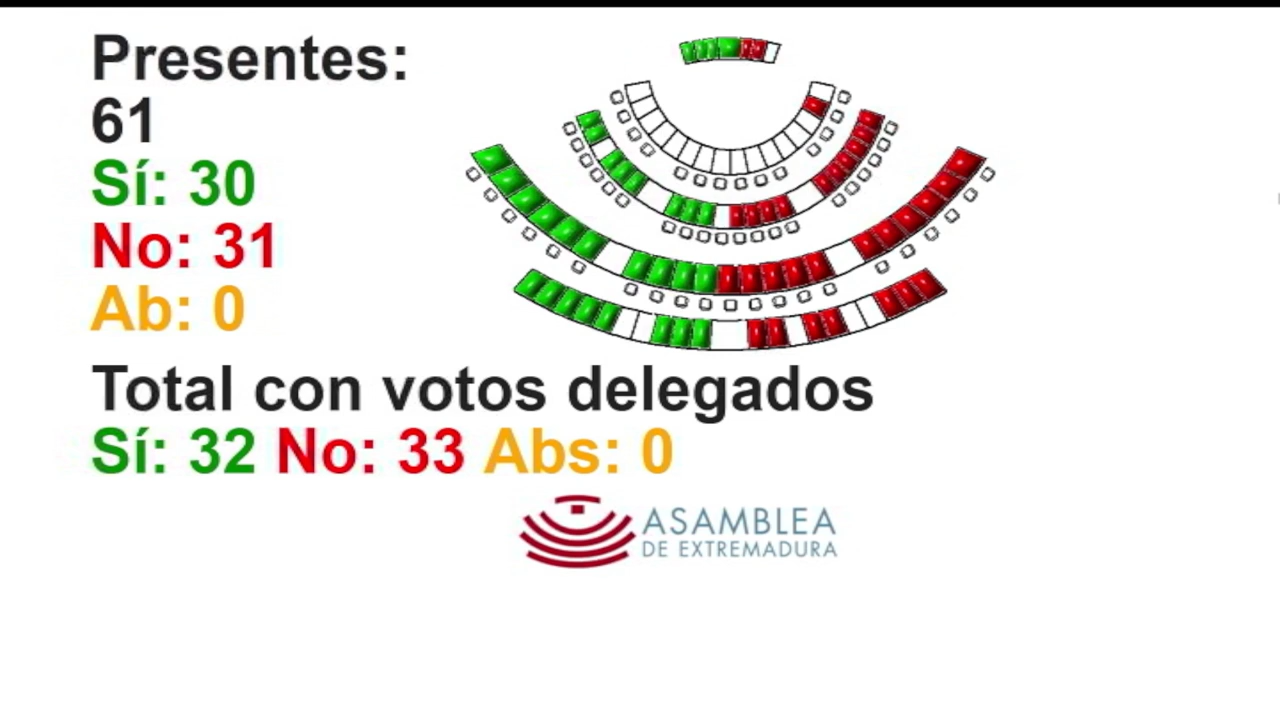 Presentes:
61
Sí: 30
No: 31
Ab: 0
Total con votos delegados
Sí: 32 No: 33 Abs: 0
ASAMBLEA
DE EXTREMADURA